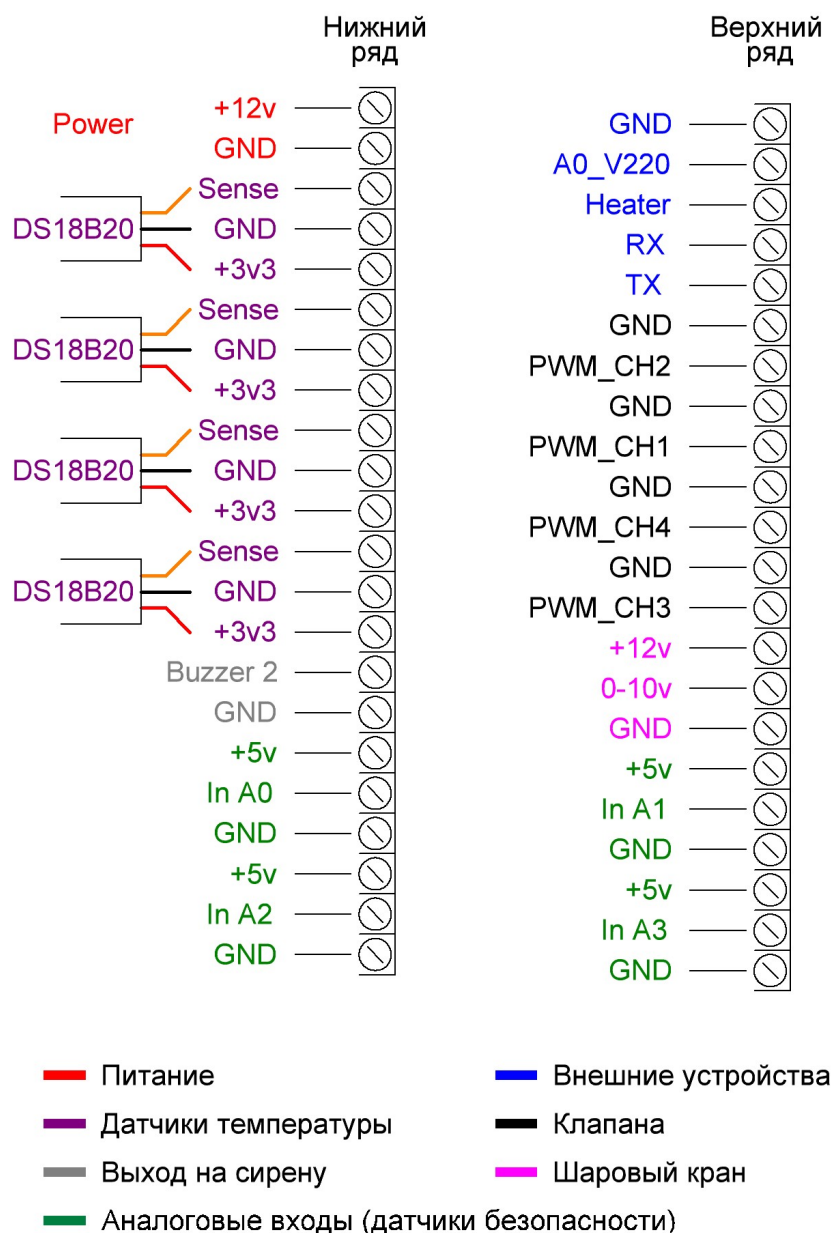 Нижний
ряд
Power
+12v
GND
Sense
DS18B20
GND
+3v3
Sense
DS18B20
GND
+3v3
Sense
DS18B20
GND
+3v3
Sense
DS18B20
GND
+3v3
Buzzer 2
GND
+5v
In A0
GND
+5v
In A2
GND
Верхний
ряд
GND
A0_V220
Heater
RX
TX
GND
PWM_CH2
GND
PWM_CH1
GND
PWM_CH4
GND
PWM_CH3
+12v
0-10v
GND
+5v
In A1
GND
+5v
In A3
GND
Питание
Датчики температуры
Выход на сирену
Аналоговые входы (датчики безопасности)
Внешние устройства
Клапана
Шаровый кран